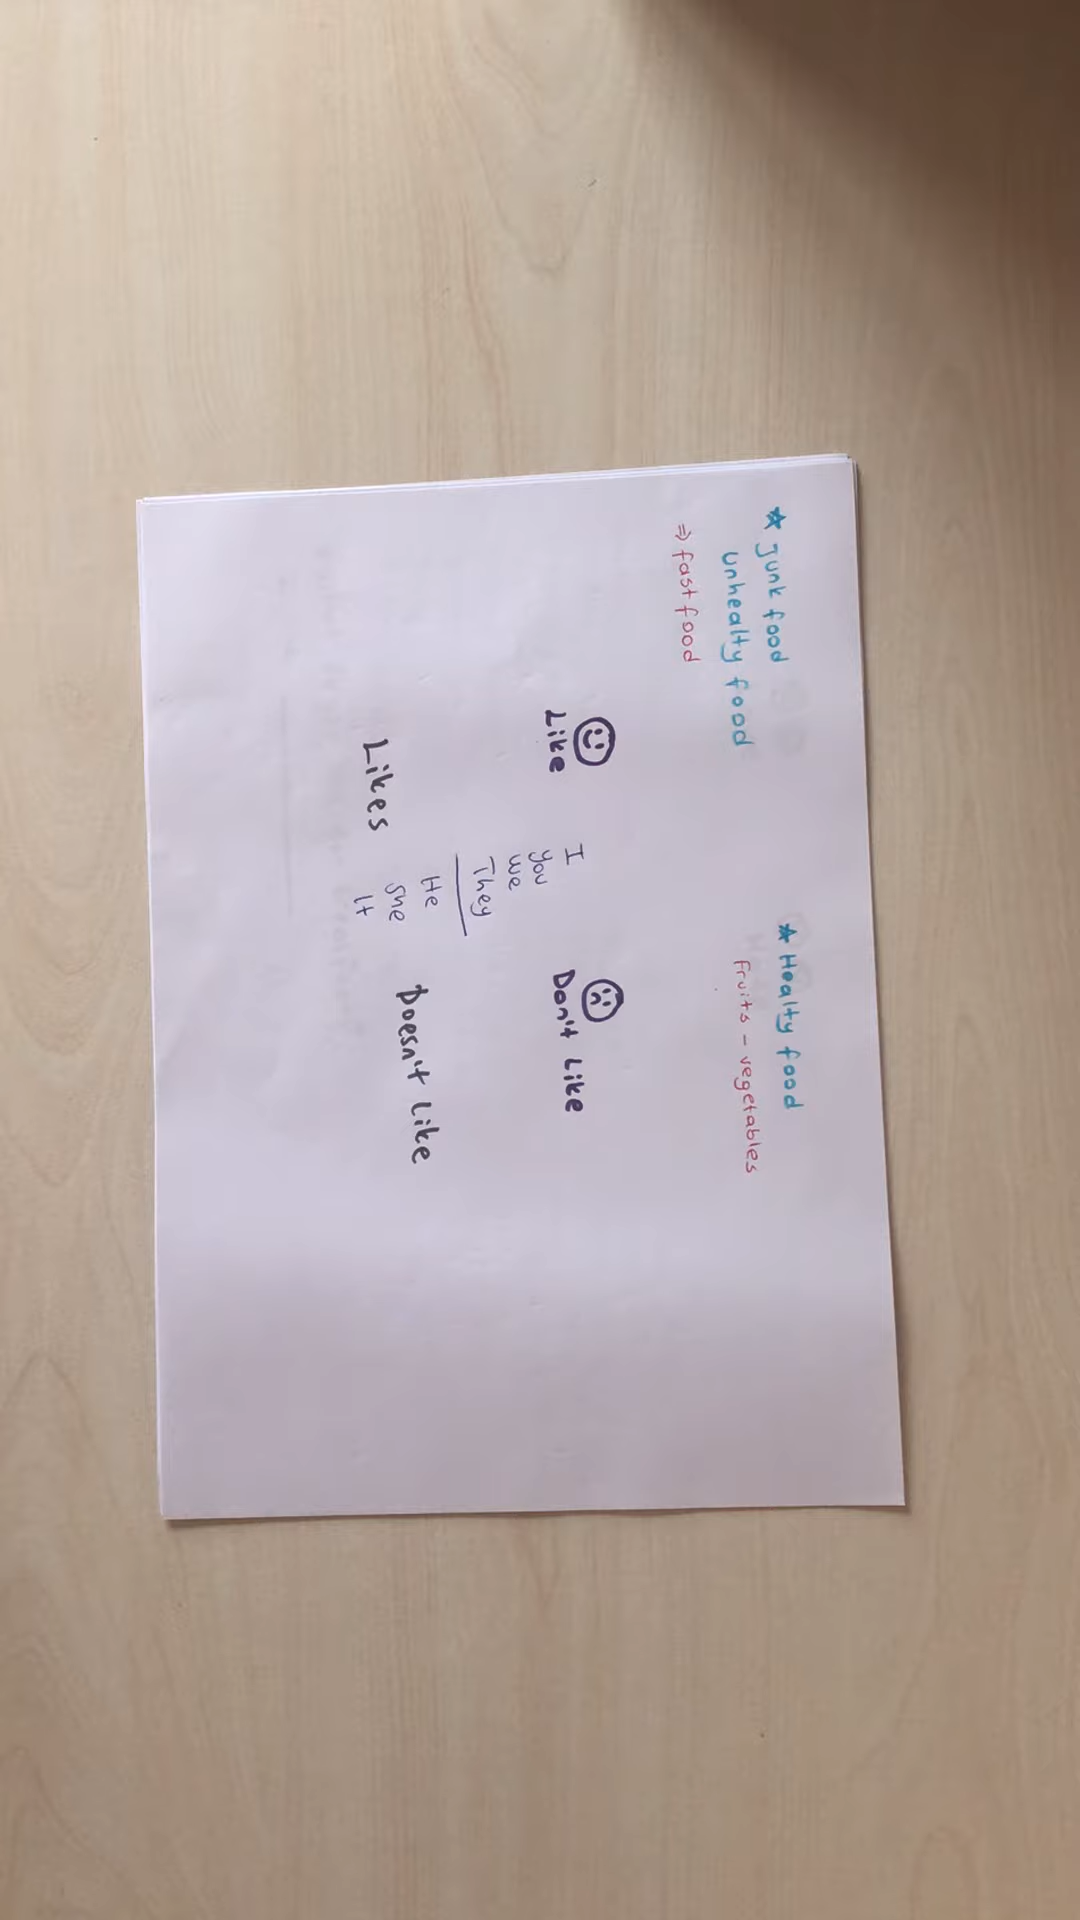 ★ Junk food
unhealty food
⇒ fast food
★ Healty food
fruits - vegetables
Like
I
you
we
They
Don't Like
Likes
He
She
It
Doesn't Like